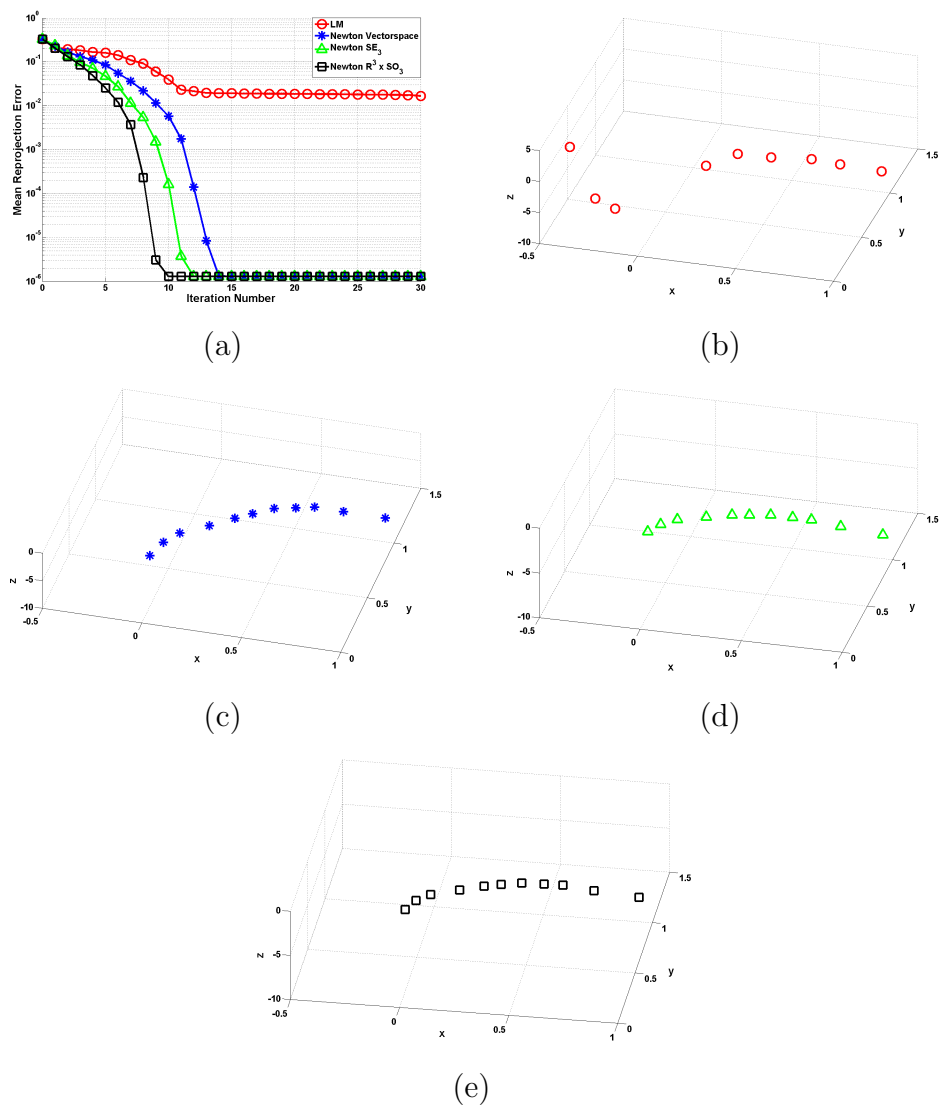 10^0
10^-1
10^-2
10^-3
10^-4
10^-5
10^-6
Mean Reprojection Error
0 5 10 15 20 25 30
Iteration Number
LM
Newton Vectorspace
Newton SE_3
Newton R^3 x SO_3
(a)
5
0
-5
-10
z
-0.5 0 0.5 1
x
0 0.5 1 1.5
y
(b)
0
-5
-10
z
-0.5 0 0.5 1
x
0 0.5 1 1.5
y
(c)
0
-5
-10
z
-0.5 0 0.5 1
x
0 0.5 1 1.5
y
(d)
0
-5
-10
z
-0.5 0 0.5 1
x
0 0.5 1 1.5
y
(e)